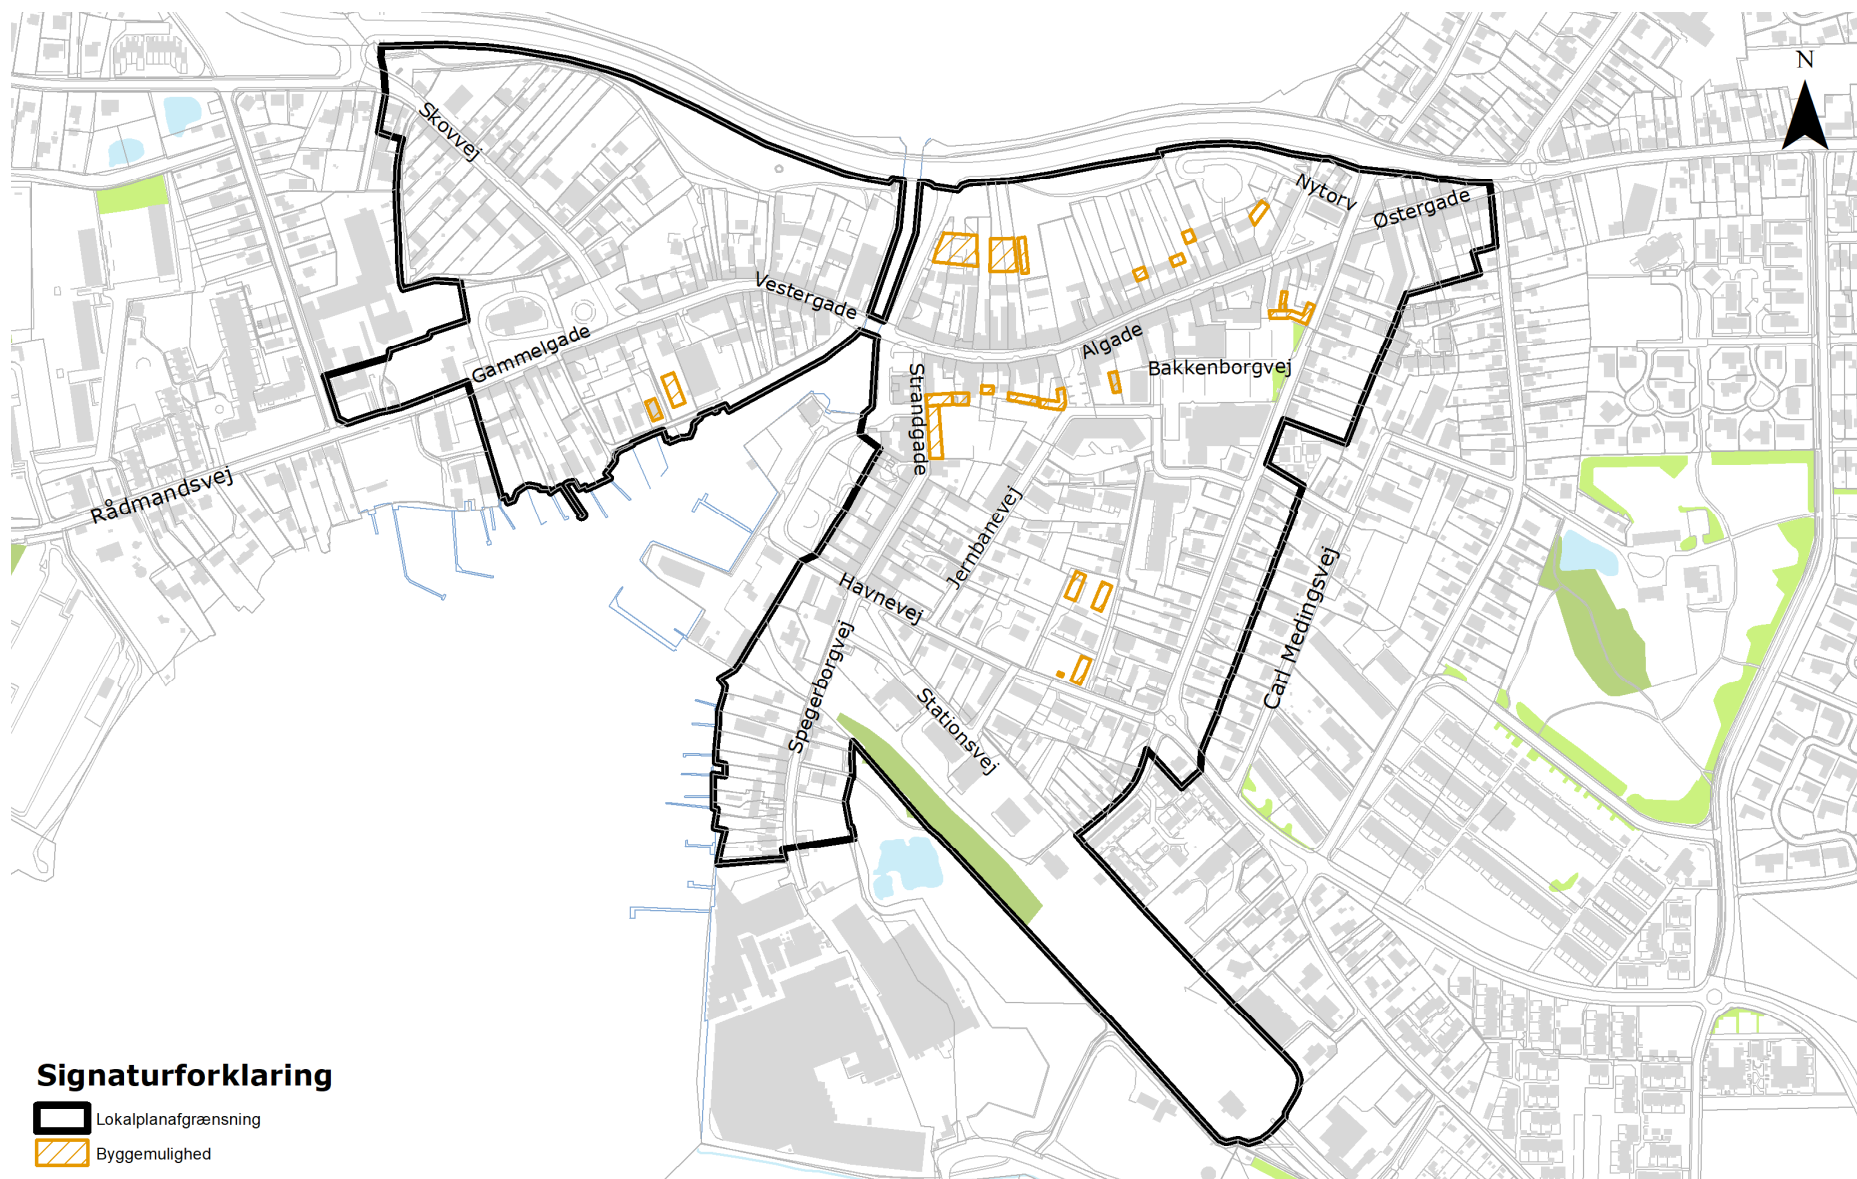 N
Skovvej
Nytorv
Østergade
Vestergade
Algade
Gammelgade
Bakkenborgvej
Strandgade
Rådmandsvej
Jernbanevej
Havnevej
Carl Medingsvej
Spegerborgvej
Stationsvej
Signaturforklaring
Lokalplanafgrænsning
Byggemulighed